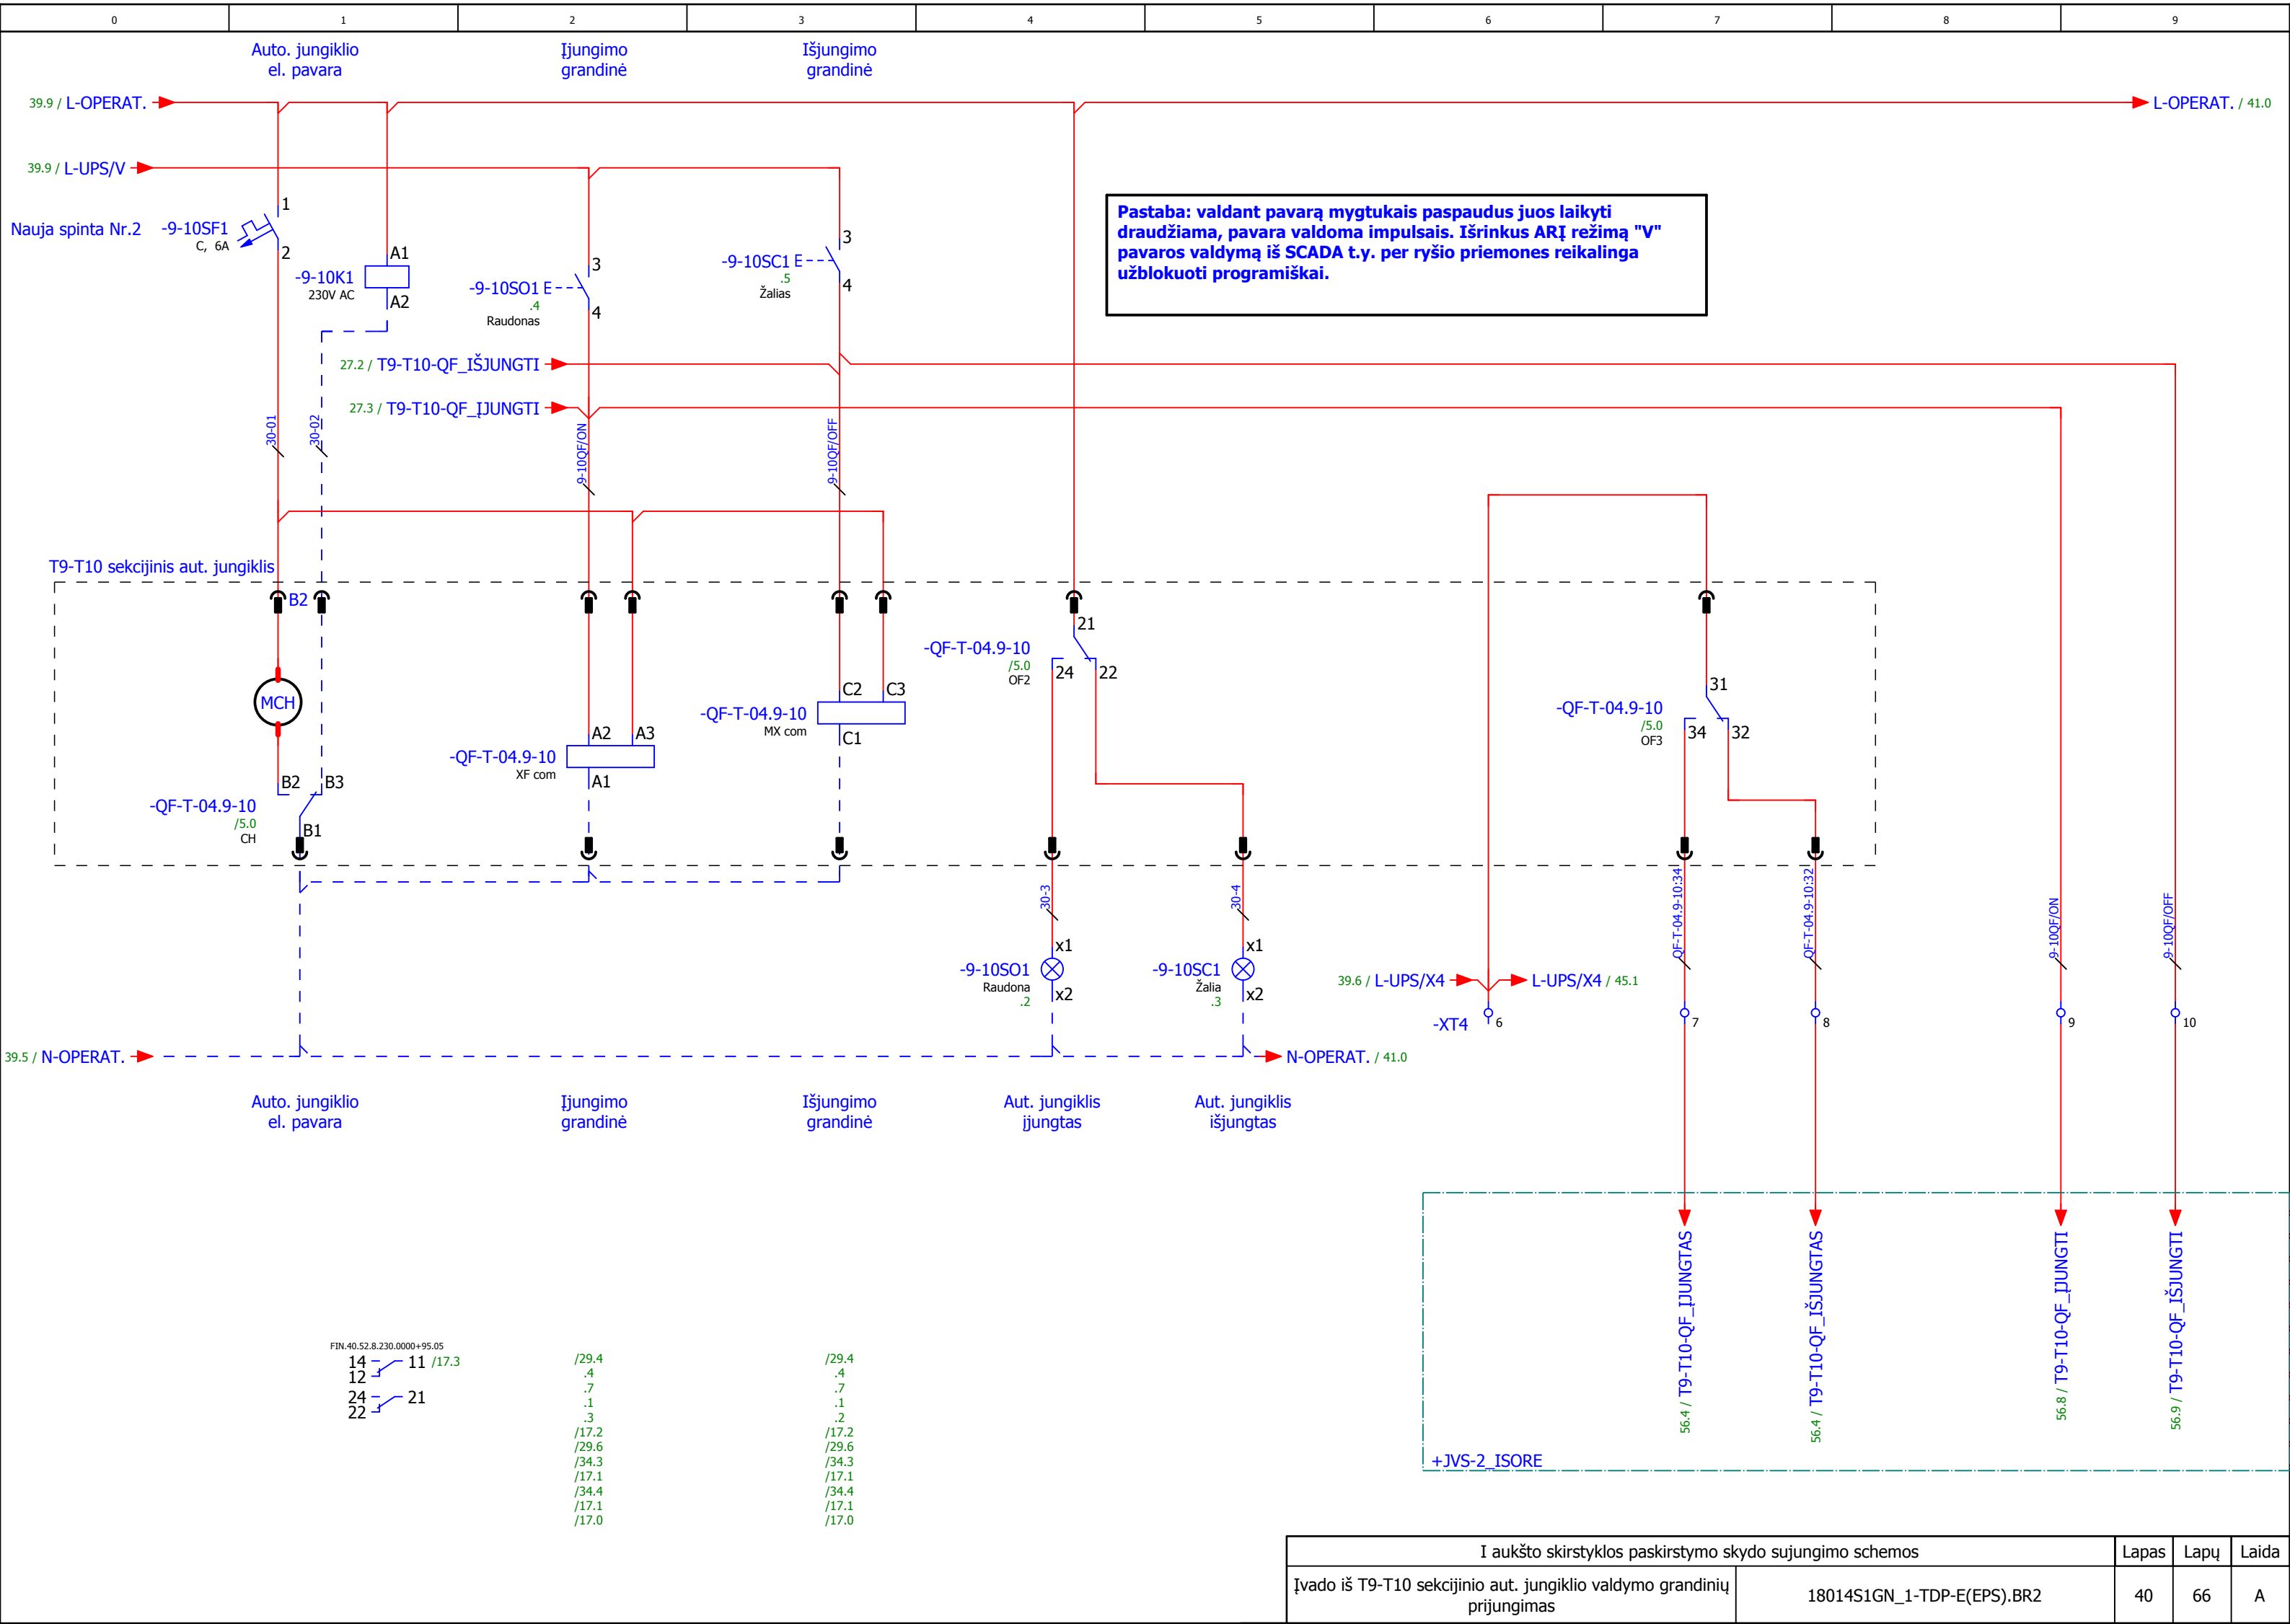 0 1 2 3 4 5 6 7 8 9
Auto. jungiklio
el. pavara
Įjungimo
grandinė
Išjungimo
grandinė
39.9 / L-OPERAT.
L-OPERAT. / 41.0
39.9 / L-UPS/V
Nauja spinta Nr.2
-9-10SF1
C, 6A
1
2
-9-10K1
230V AC
A1
A2
-9-10SO1 E
.4
Raudonas
3
4
-9-10SC1 E
.5
Žalias
3
4
Pastaba: valdant pavarą mygtukais paspaudus juos laikyti
draudžiama, pavara valdoma impulsais. Išrinkus ARĮ režimą "V"
pavaros valdymą iš SCADA t.y. per ryšio priemones reikalinga
užblokuoti programiškai.
27.2 / T9-T10-QF_IŠJUNGTI
27.3 / T9-T10-QF_ĮJUNGTI
30-01
30-02
9-10QF/ON
9-10QF/OFF
T9-T10 sekcijinis aut. jungiklis
B2
MCH
B2
B3
-QF-T-04.9-10
/5.0
CH
B1
A2
A3
-QF-T-04.9-10
XF com
A1
C2
C3
-QF-T-04.9-10
MX com
C1
21
-QF-T-04.9-10
/5.0
OF2
24
22
31
-QF-T-04.9-10
/5.0
OF3
34
32
30-3
30-4
QF-T-04.9-10:34
QF-T-04.9-10:32
9-10QF/ON
9-10QF/OFF
x1
-9-10SO1
Raudona
.2
x2
x1
-9-10SC1
Žalia
.3
x2
39.6 / L-UPS/X4
L-UPS/X4 / 45.1
-XT4
6
7
8
9
10
39.5 / N-OPERAT.
N-OPERAT. / 41.0
Auto. jungiklio
el. pavara
Įjungimo
grandinė
Išjungimo
grandinė
Aut. jungiklis
įjungtas
Aut. jungiklis
išjungtas
56.4 / T9-T10-QF_ĮJUNGTAS
56.4 / T9-T10-QF_IŠJUNGTAS
56.8 / T9-T10-QF_ĮJUNGTI
56.9 / T9-T10-QF_IŠJUNGTI
+JVS-2_ISORE
FIN.40.52.8.230.0000+95.05
14 11 /17.3
12
24 21
22
/29.4
.4
.7
.1
.3
/17.2
/29.6
/34.3
/17.1
/34.4
/17.1
/17.0
/29.4
.4
.7
.1
.2
/17.2
/29.6
/34.3
/17.1
/34.4
/17.1
/17.0
I aukšto skirstyklos paskirstymo skydo sujungimo schemos
Lapas
Lapų
Laida
Įvado iš T9-T10 sekcijinio aut. jungiklio valdymo grandinių
prijungimas
18014S1GN_1-TDP-E(EPS).BR2
40
66
A